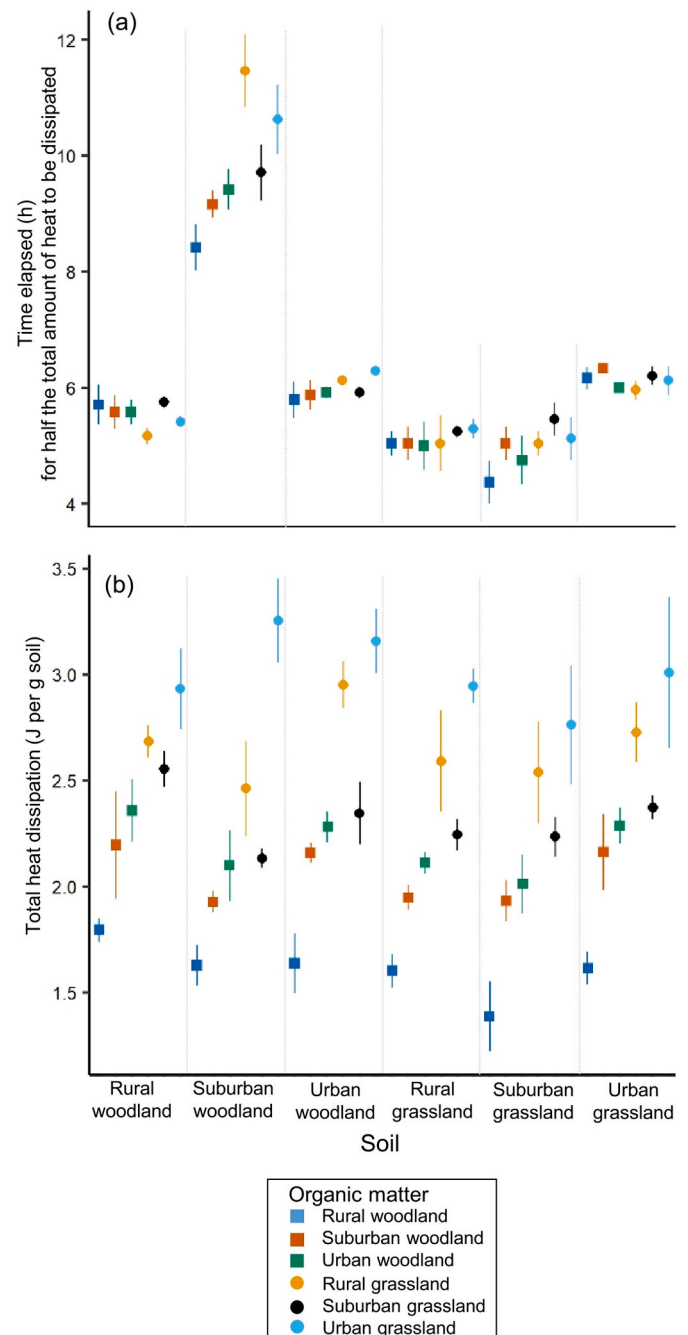 (a)
Time elapsed (h)
for half the total amount of heat to be dissipated
12
10
8
6
4
(b)
Total heat dissipation (J per g soil)
3.5
3.0
2.5
2.0
1.5
Rural
woodland
Suburban
woodland
Urban
woodland
Rural
grassland
Suburban
grassland
Urban
grassland
Soil
Organic matter
Rural woodland
Suburban woodland
Urban woodland
Rural grassland
Suburban grassland
Urban grassland